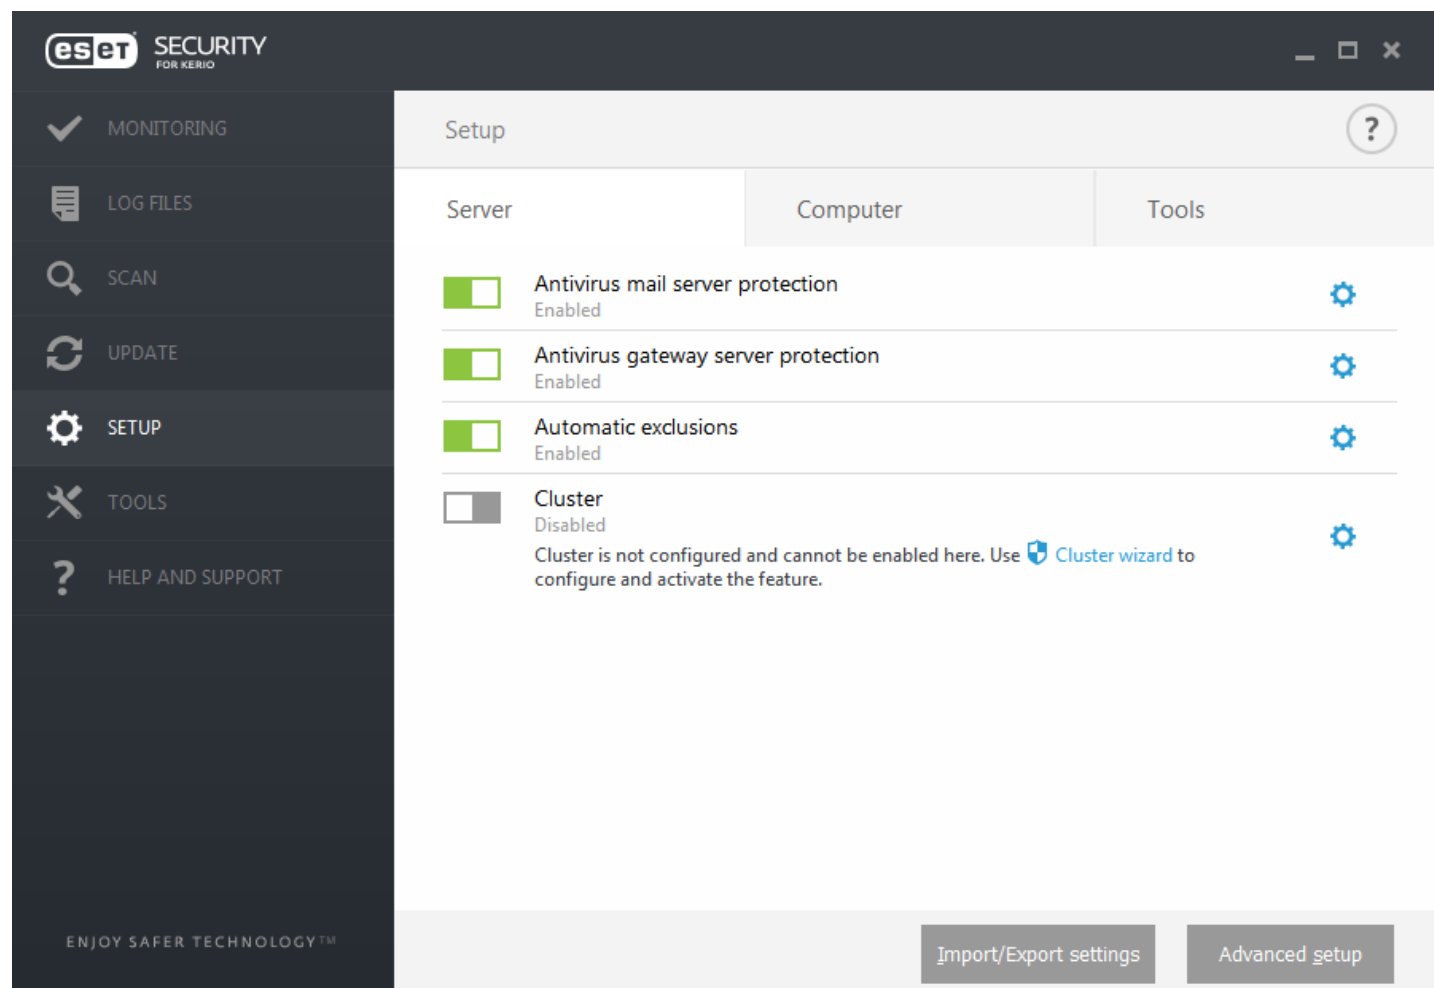 eset SECURITY
FOR KERIO
MONITORING
LOG FILES
SCAN
UPDATE
SETUP
TOOLS
HELP AND SUPPORT
ENJOY SAFER TECHNOLOGY™
Setup
?
Server Computer Tools
Antivirus mail server protection
Enabled
Antivirus gateway server protection
Enabled
Automatic exclusions
Enabled
Cluster
Disabled
Cluster is not configured and cannot be enabled here. Use Cluster wizard to
configure and activate the feature.
Import/Export settings Advanced setup